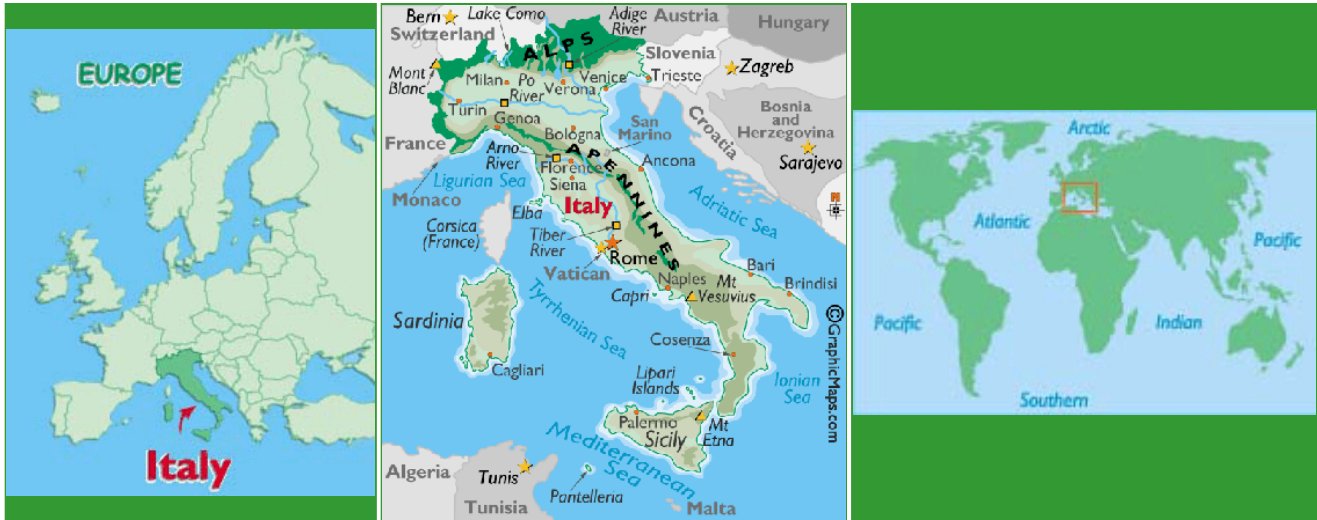 EUROPE
Italy
Bern
Lake Como
Adige
River
Austria
Hungary
Switzerland
ALPS
Slovenia
Zagreb
Mont
Blanc
Milan
Po
River
Verona
Venice
Trieste
Turin
Genoa
Bologna
San
Marino
Croatia
Bosnia
and
Herzegovina
Sarajevo
France
Monaco
Arno
River
Ligurian Sea
Florence
Siena
APENNINES
Ancona
Adriatic Sea
N
Elba
Italy
Corsica
(France)
Tiber
River
Rome
Vatican
Naples
Mt
Vesuvius
Bari
Brindisi
Capri
Tyrrhenian Sea
Sardinia
Cagliari
Cosenza
Lipari
Islands
Ionian
Sea
Palermo
Sicily
Mt
Etna
Mediterranean
Sea
Algeria
Tunis
Tunisia
Pantelleria
Malta
©GraphicMaps.com
Arctic
Atlantic
Pacific
Pacific
Indian
Southern